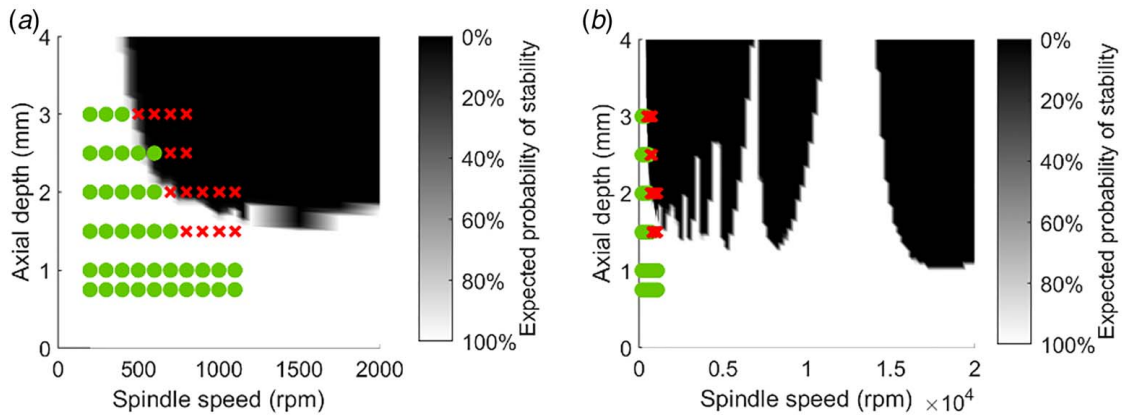 (a)
4
3
2
1
0
Axial depth (mm)
0 500 1000 1500 2000
Spindle speed (rpm)
0%
20%
40%
60%
80%
100%
Expected probability of stability
(b)
4
3
2
1
0
Axial depth (mm)
0 0.5 1 1.5 2
Spindle speed (rpm) ×10⁴
0%
20%
40%
60%
80%
100%
Expected probability of stability